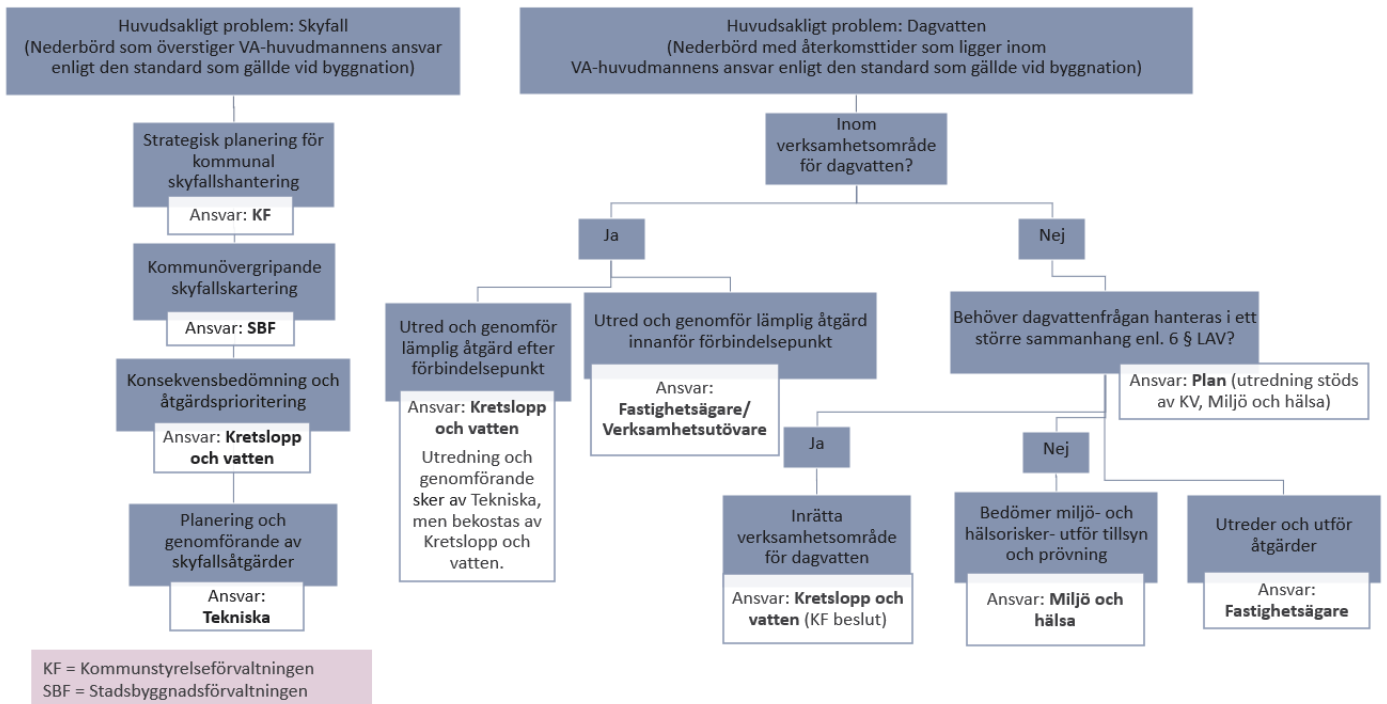 Huvudsakligt problem: Skyfall
(Nederbörd som överstiger VA-huvudmannens ansvar
enligt den standard som gällde vid byggnation)
Strategisk planering för
kommunal
skyfallshantering
Ansvar: KF
Kommunövergripande
skyfallskartering
Ansvar: SBF
Konsekvensbedömning och
åtgärdsprioritering
Ansvar: Kretslopp
och vatten
Planering och
genomförande av
skyfallsåtgärder
Ansvar:
Tekniska
KF = Kommunstyrelseförvaltningen
SBF = Stadsbyggnadsförvaltningen
Huvudsakligt problem: Dagvatten
(Nederbörd med återkomsttider som ligger inom
VA-huvudmannens ansvar enligt den standard som gällde vid byggnation)
Inom
verksamhetsområde
för dagvatten?
Ja
Nej
Utred och genomför
lämplig åtgärd efter
förbindelsepunkt
Ansvar: Kretslopp
och vatten
Utredning och
genomförande
sker av Tekniska,
men bekostas av
Kretslopp och
vatten.
Utred och genomför lämplig åtgärd
innanför förbindelsepunkt
Ansvar:
Fastighetsägare/
Verksamhetsutövare
Behöver dagvattenfrågan hanteras i ett
större sammanhang enl. 6 § LAV?
Ansvar: Plan (utredning stöds
av KV, Miljö och hälsa)
Ja
Nej
Inrätta
verksamhetsområde
för dagvatten
Ansvar: Kretslopp och
vatten (KF beslut)
Bedömer miljö- och
hälsorisker- utför tillsyn
och prövning
Ansvar: Miljö och
hälsa
Utreder och utför
åtgärder
Ansvar:
Fastighetsägare